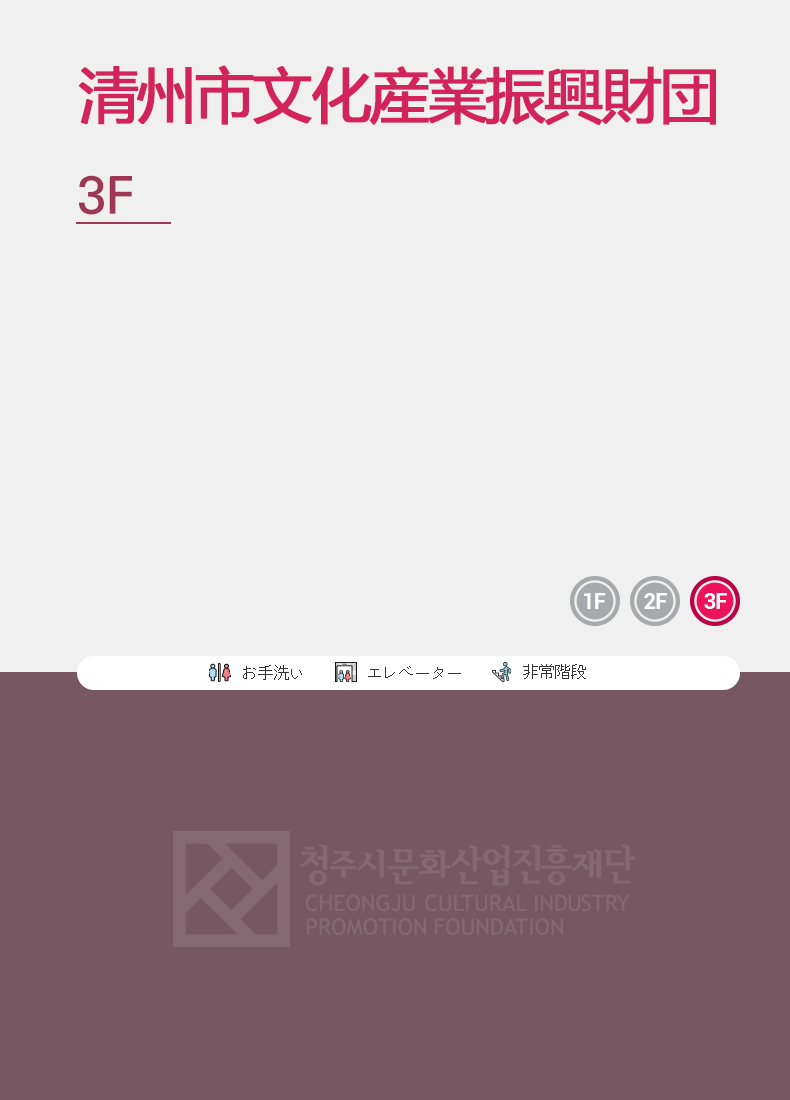 清州市文化産業振興財団
3F
1F 2F 3F
お手洗い エレベーター 非常階段
청주시문화산업진흥재단
CHEONGJU CULTURAL INDUSTRY
PROMOTION FOUNDATION